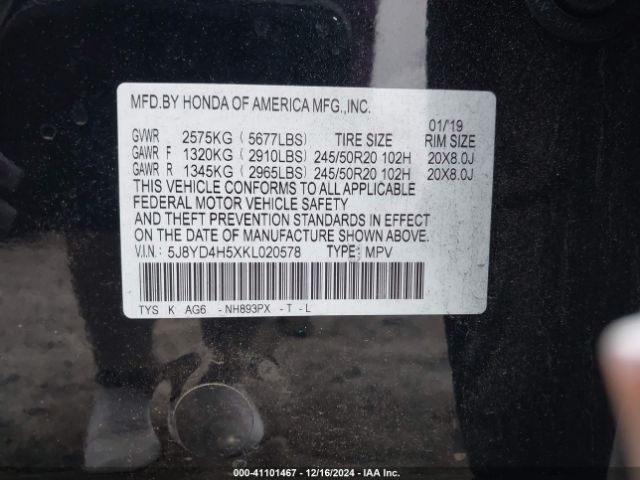 MFD.BY HONDA OF AMERICA MFG.,INC.
01/19
GVWR 2575KG ( 5677LBS) TIRE SIZE RIM SIZE
GAWR F 1320KG ( 2910LBS) 245/50R20 102H 20X8.0J
GAWR R 1345KG ( 2965LBS) 245/50R20 102H 20X8.0J
THIS VEHICLE CONFORMS TO ALL APPLICABLE
FEDERAL MOTOR VEHICLE SAFETY
AND THEFT PREVENTION STANDARDS IN EFFECT
ON THE DATE OF MANUFACTURE SHOWN ABOVE.
V.I.N.: 5J8YD4H5XKL020578 TYPE: MPV
TYS K AG6 -NH893PX -T -L
000-41101467 - 12/16/2024 - IAA Inc.